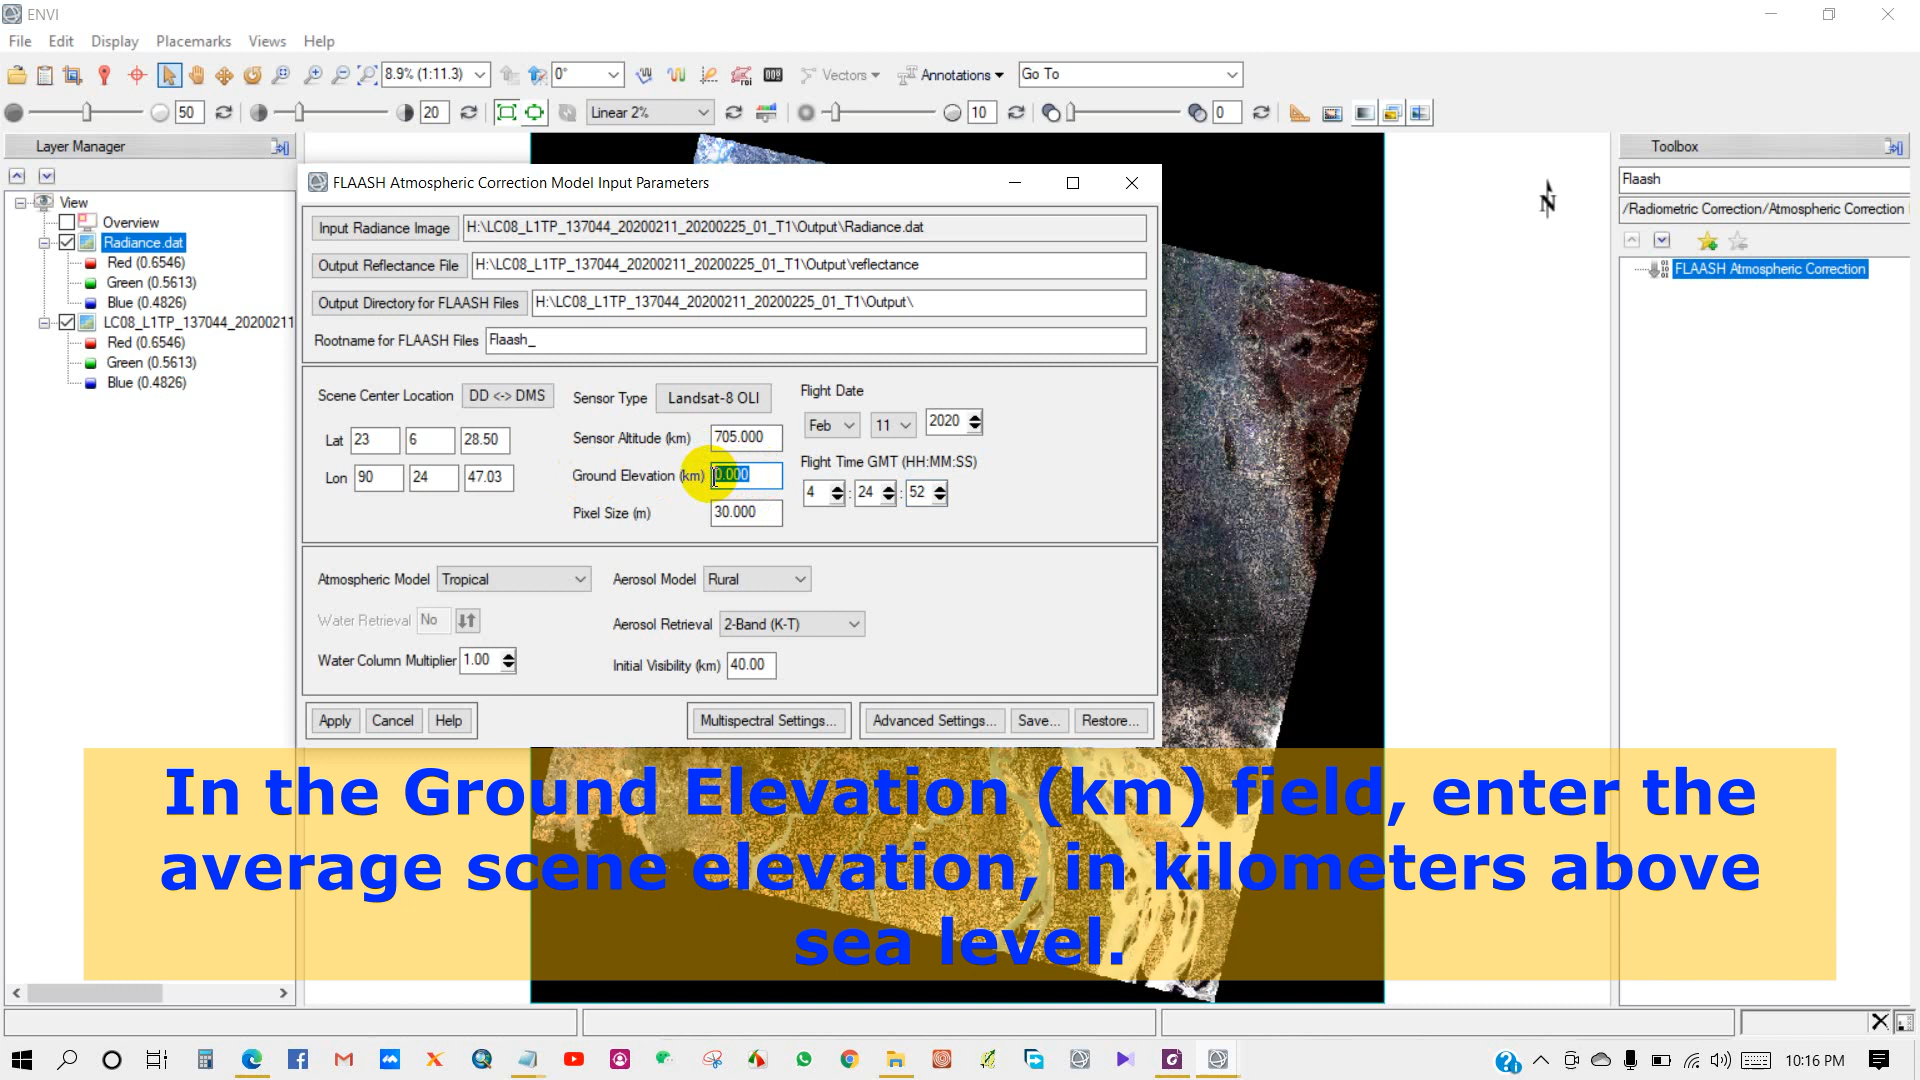 ENVI
File Edit Display Placemarks Views Help
8.9% (1:11.3) 0° Vectors Annotations Go To
50 20 Linear 2% 10 0
Layer Manager
View
Overview
Radiance.dat
Red (0.6546)
Green (0.5613)
Blue (0.4826)
LC08_L1TP_137044_20200211
Red (0.6546)
Green (0.5613)
Blue (0.4826)
FLAASH Atmospheric Correction Model Input Parameters
Input Radiance Image H:\LC08_L1TP_137044_20200211_20200225_01_T1\Output\Radiance.dat
Output Reflectance File H:\LC08_L1TP_137044_20200211_20200225_01_T1\Output\reflectance
Output Directory for FLAASH Files H:\LC08_L1TP_137044_20200211_20200225_01_T1\Output\
Rootname for FLAASH Files Flaash_
Scene Center Location DD <-> DMS
Lat 23 6 28.50
Lon 90 24 47.03
Sensor Type Landsat-8 OLI
Sensor Altitude (km) 705.000
Ground Elevation (km) 0.000
Pixel Size (m) 30.000
Flight Date
Feb 11 2020
Flight Time GMT (HH:MM:SS)
4 : 24 : 52
Atmospheric Model Tropical
Water Retrieval No
Water Column Multiplier 1.00
Aerosol Model Rural
Aerosol Retrieval 2-Band (K-T)
Initial Visibility (km) 40.00
Apply Cancel Help Multispectral Settings... Advanced Settings... Save... Restore...
N
Toolbox
Flaash
/Radiometric Correction/Atmospheric Correction
FLAASH Atmospheric Correction
In the Ground Elevation (km) field, enter the
average scene elevation, in kilometers above
sea level.
10:16 PM